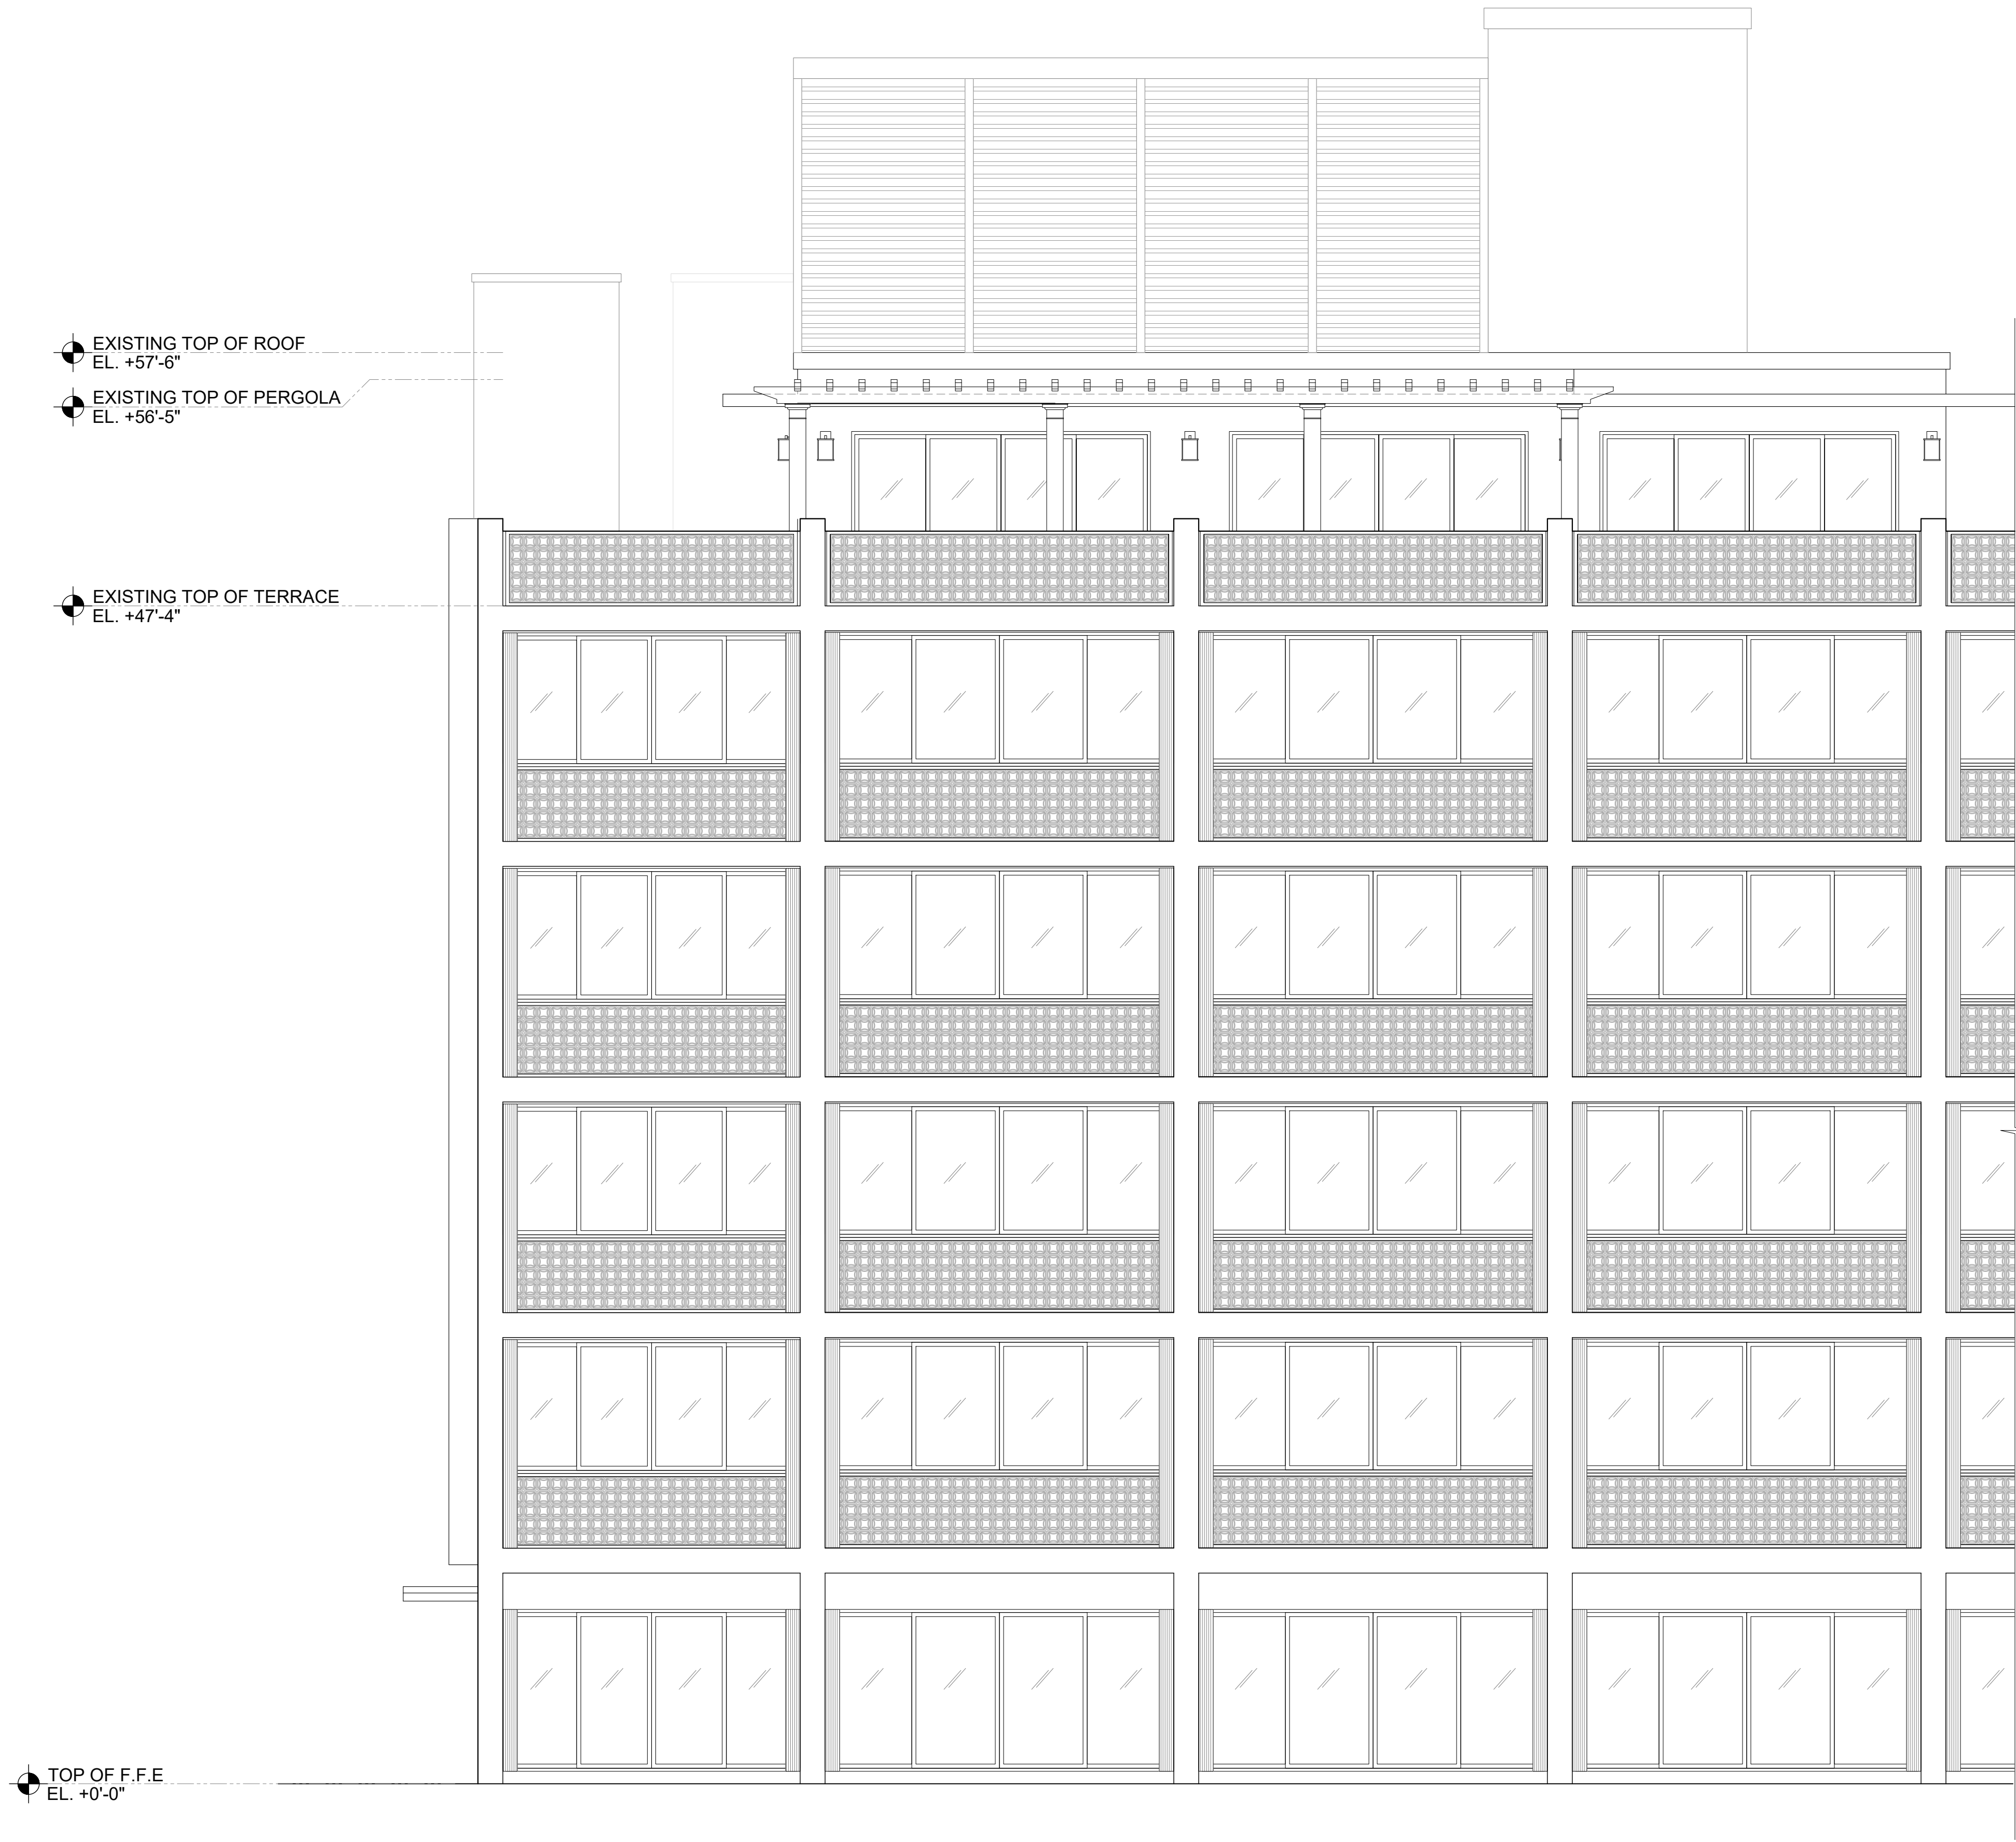 EXISTING TOP OF ROOF
EL. +57'-6"
EXISTING TOP OF PERGOLA
EL. +56'-5"
EXISTING TOP OF TERRACE
EL. +47'-4"
TOP OF F.F.E
EL. +0'-0"